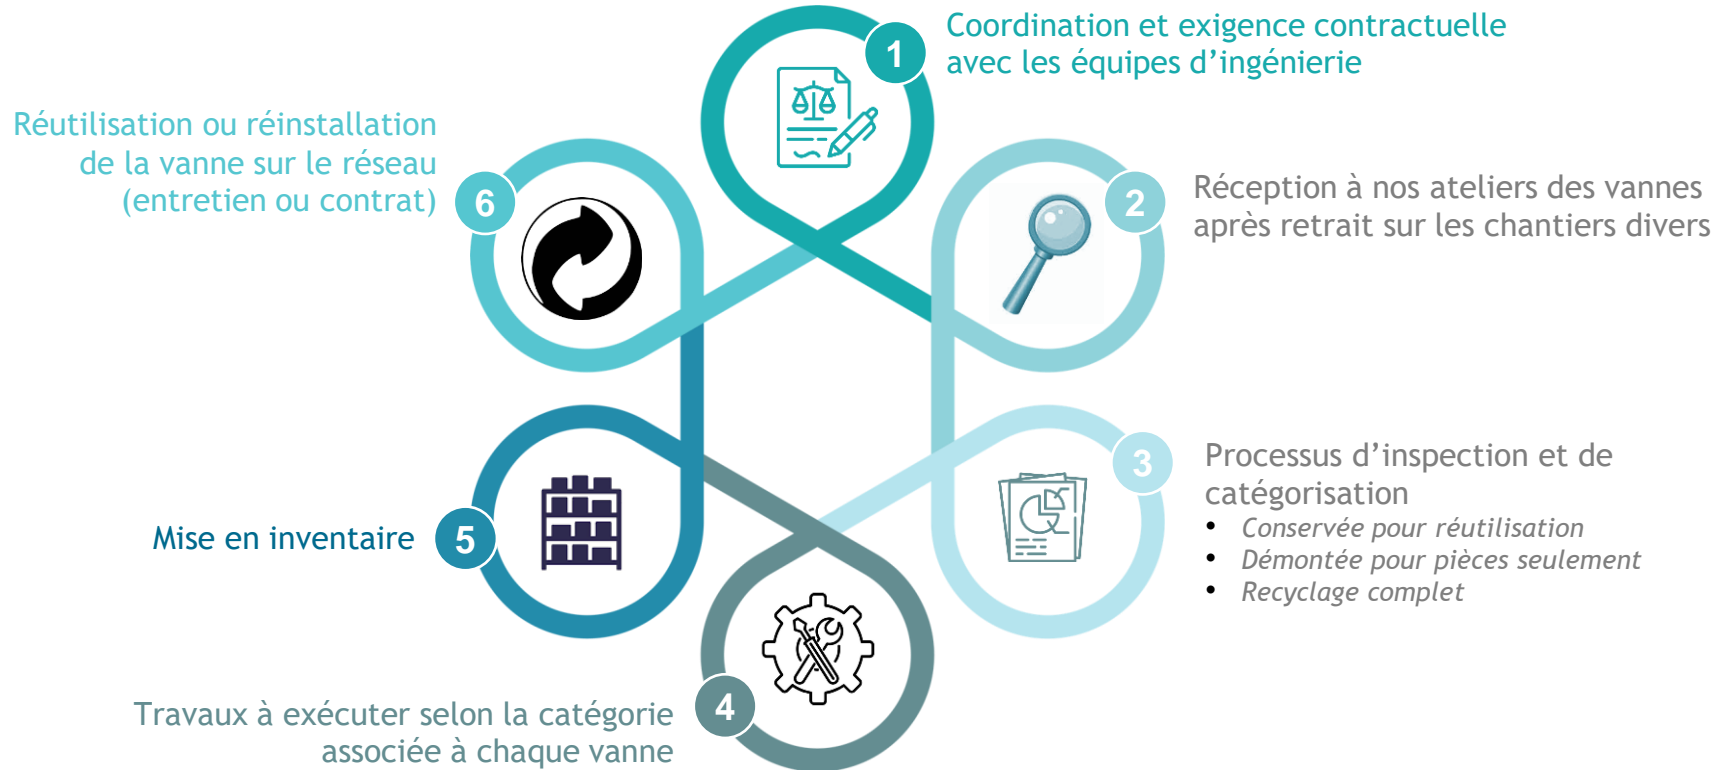 1
Coordination et exigence contractuelle
avec les équipes d’ingénierie
2
Réception à nos ateliers des vannes
après retrait sur les chantiers divers
3
Processus d’inspection et de
catégorisation
• Conservée pour réutilisation
• Démontée pour pièces seulement
• Recyclage complet
4
Travaux à exécuter selon la catégorie
associée à chaque vanne
5
Mise en inventaire
6
Réutilisation ou réinstallation
de la vanne sur le réseau
(entretien ou contrat)